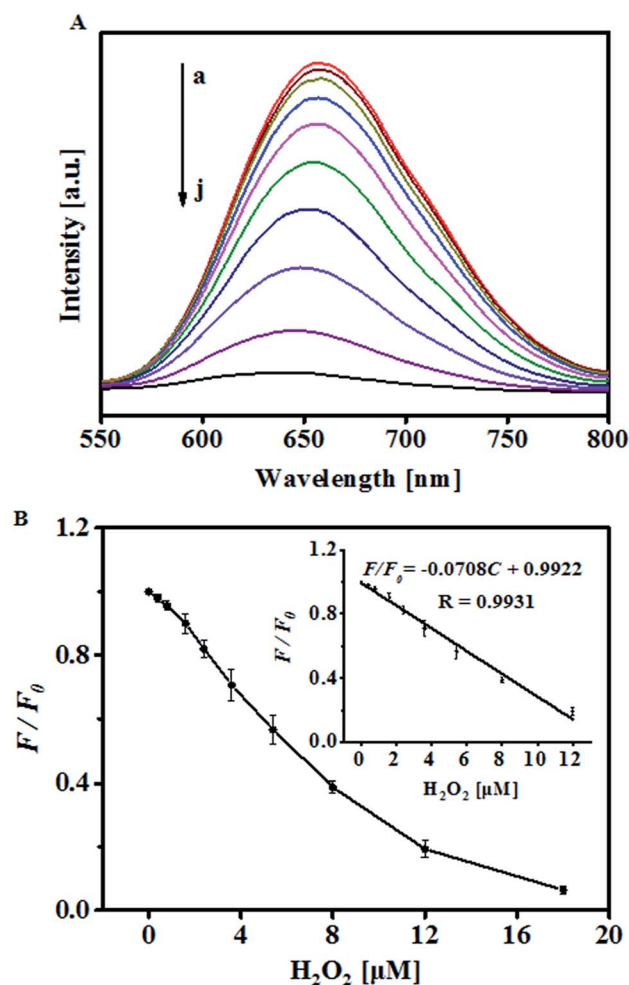 A
a
j
Intensity [a.u.]
550 600 650 700 750 800
Wavelength [nm]
B
1.2
0.8
0.4
0.0
F / F₀
0 4 8 12 16 20
H₂O₂ [µM]
1.2
0.8
0.4
0.0
F / F₀
F/F₀ = -0.0708C + 0.9922
R = 0.9931
0 2 4 6 8 10 12
H₂O₂ [µM]